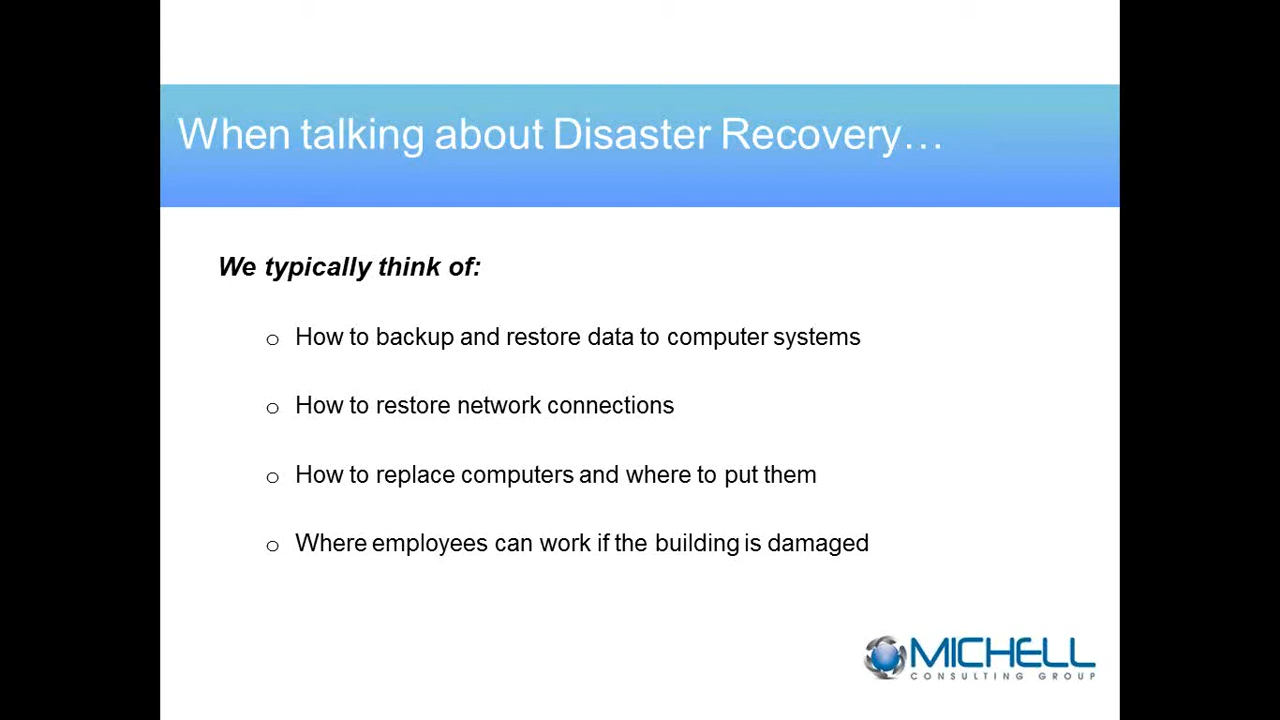 When talking about Disaster Recovery…
We typically think of:
o How to backup and restore data to computer systems
o How to restore network connections
o How to replace computers and where to put them
o Where employees can work if the building is damaged
MICHELL
CONSULTING GROUP